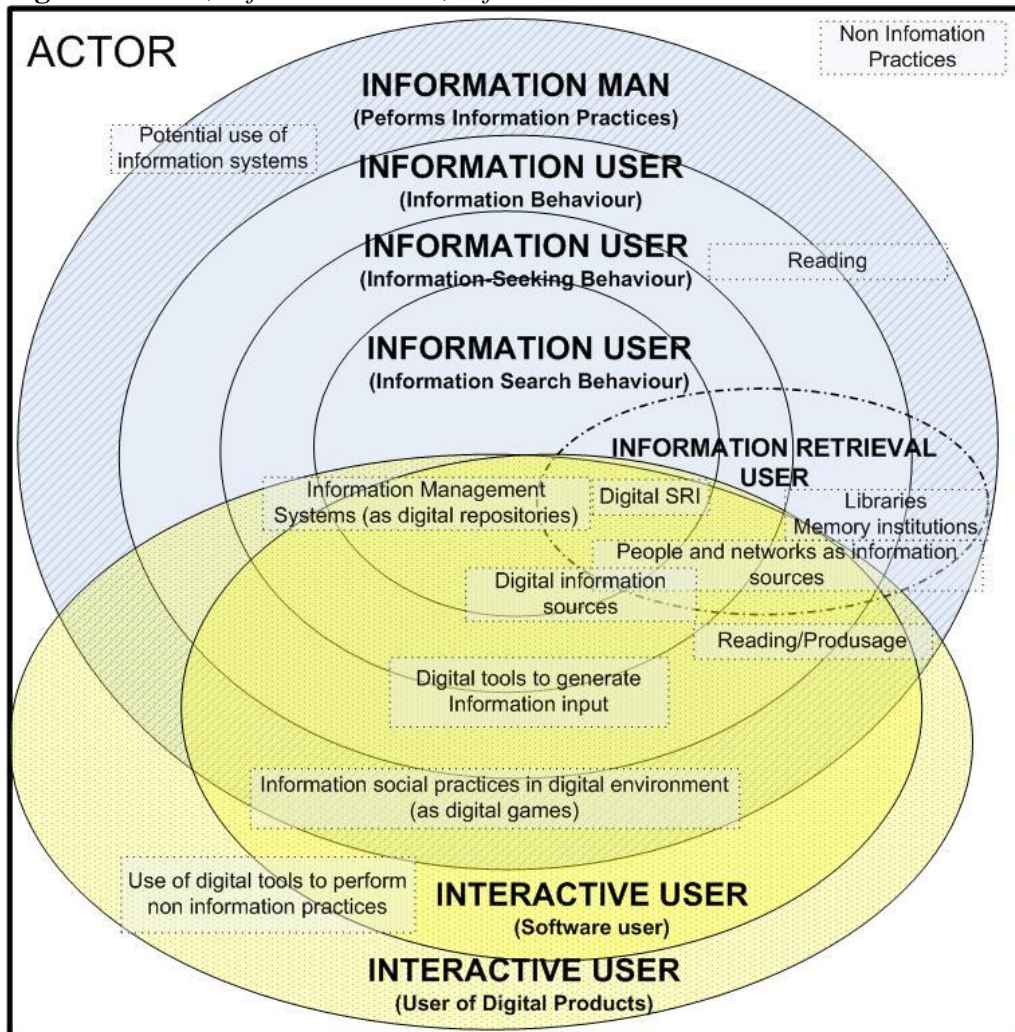 ACTOR
Non Infomation
Practices
INFORMATION MAN
(Peforms Information Practices)
Potential use of
information systems
INFORMATION USER
(Information Behaviour)
INFORMATION USER
(Information-Seeking Behaviour)
Reading
INFORMATION USER
(Information Search Behaviour)
INFORMATION RETRIEVAL
USER
Information Management
Systems (as digital repositories)
Digital SRI
Libraries
Memory institutions
People and networks as information
sources
Digital information
sources
Reading/Produsage
Digital tools to generate
Information input
Information social practices in digital environment
(as digital games)
Use of digital tools to perform
non information practices
INTERACTIVE USER
(Software user)
INTERACTIVE USER
(User of Digital Products)